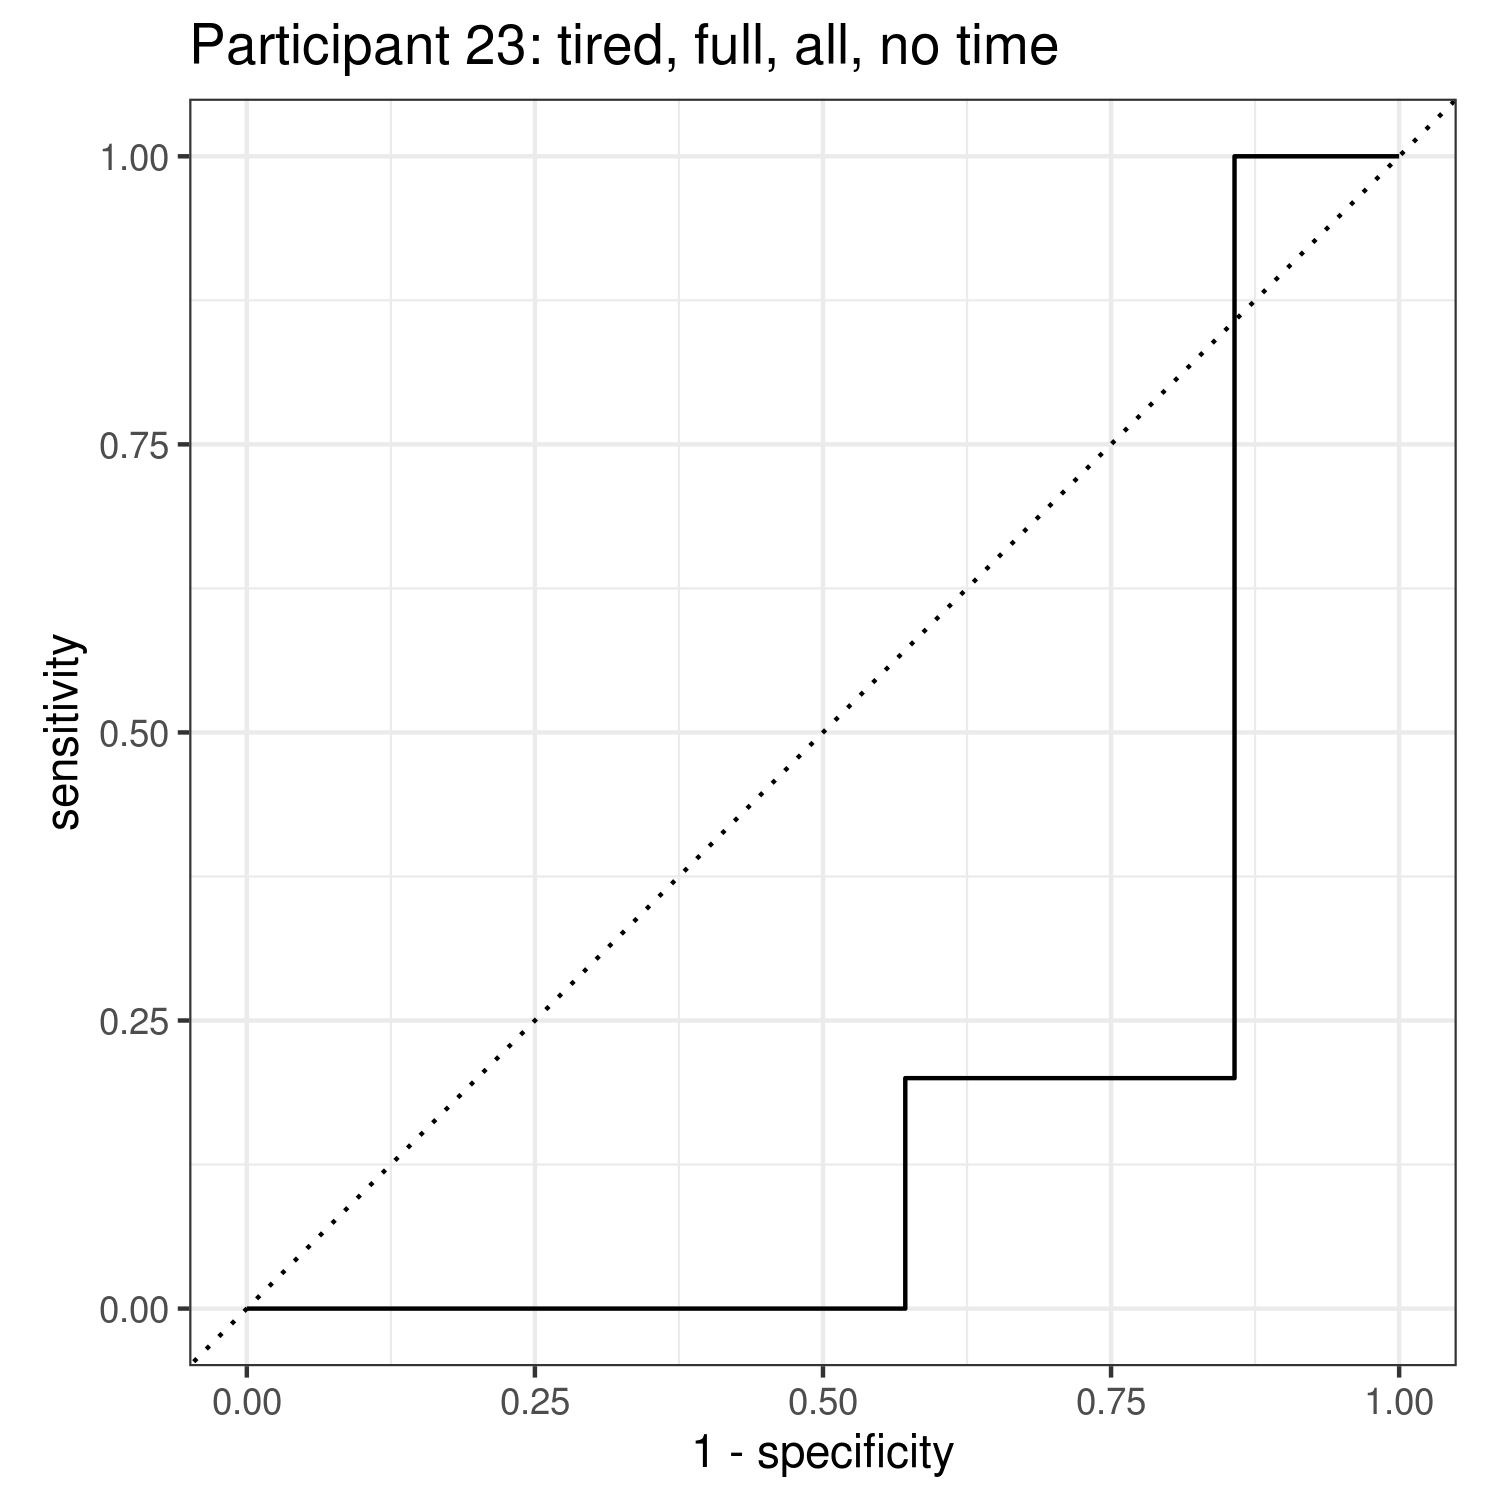 Participant 23: tired, full, all, no time
1.00
0.75
0.50
0.25
0.00
sensitivity
0.00 0.25 0.50 0.75 1.00
1 - specificity